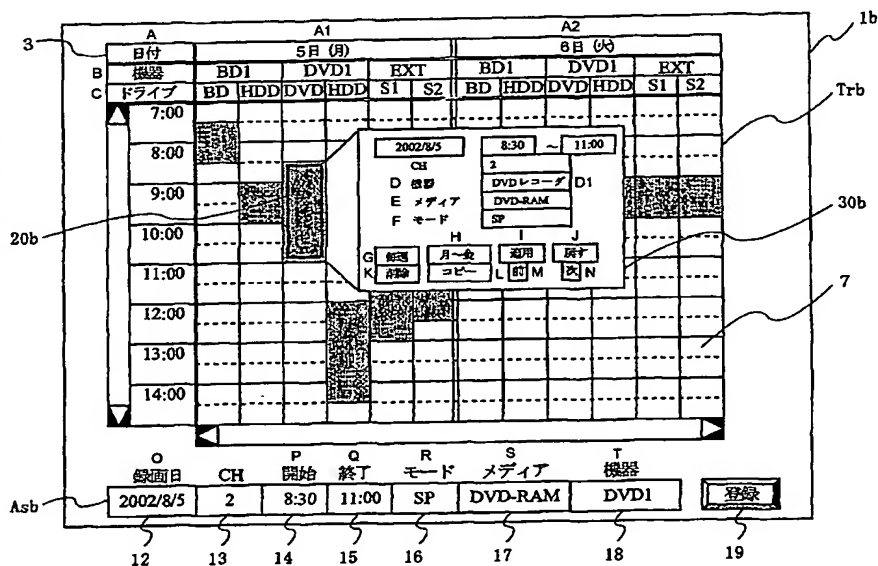 A A1 A2
1b
3
日付 5日 (月) 6日 (火)
B 機器 BD1 DVD1 EXT BD1 DVD1 EXT
C ドライブ BD HDD DVD HDD S1 S2 BD HDD DVD HDD S1 S2
Trb
7:00
8:00
9:00
10:00
11:00
12:00
13:00
14:00
2002/8/5 8:30 ～ 11:00
CH 2
D 機器 DVDレコーダ D1
E メディア DVD-RAM
F モード SP
H I J
G 毎週 月～金 適用 戻す
K 削除 コピー L 前 M 次 N
20b
30b
7
O P Q R S T
録画日 CH 開始 終了 モード メディア 機器
Asb
2002/8/5 2 8:30 11:00 SP DVD-RAM DVD1 登録
12 13 14 15 16 17 18 19